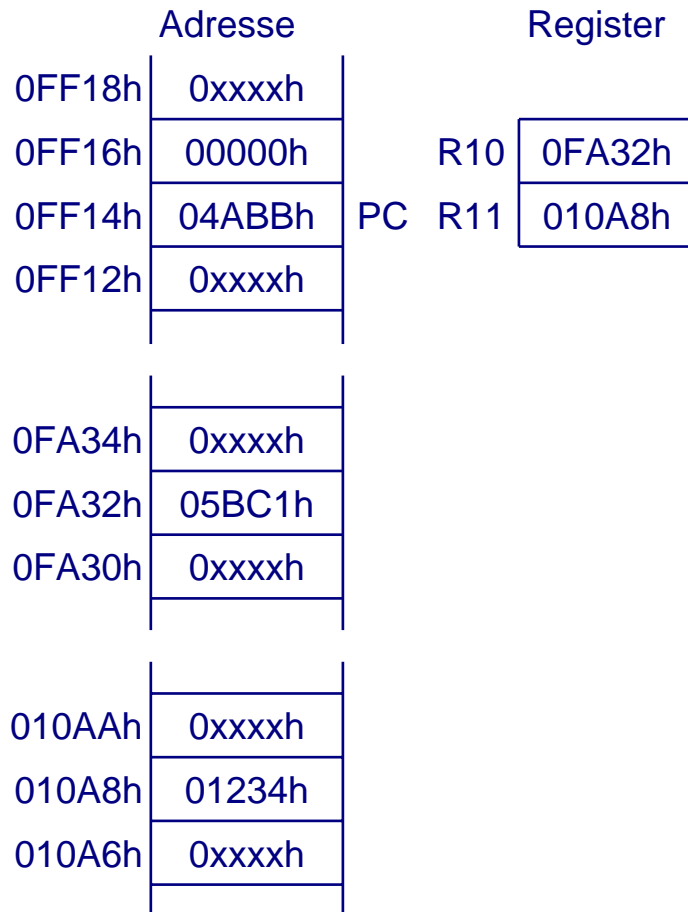 Adresse Register
0FF18h 0xxxxh
0FF16h 00000h R10 0FA32h
0FF14h 04ABBh PC R11 010A8h
0FF12h 0xxxxh
0FA34h 0xxxxh
0FA32h 05BC1h
0FA30h 0xxxxh
010AAh 0xxxxh
010A8h 01234h
010A6h 0xxxxh